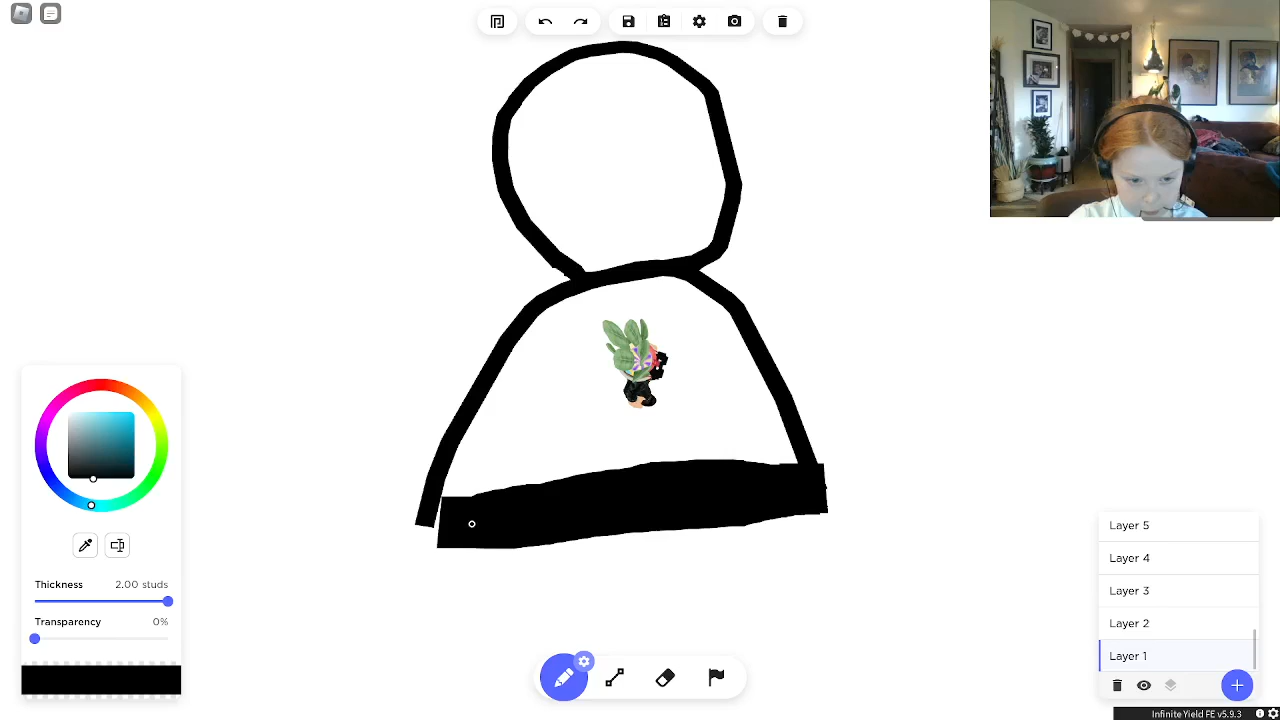 Thickness 2.00 studs
Transparency 0%
Layer 5
Layer 4
Layer 3
Layer 2
Layer 1
Infinite Yield FE v5.9.3